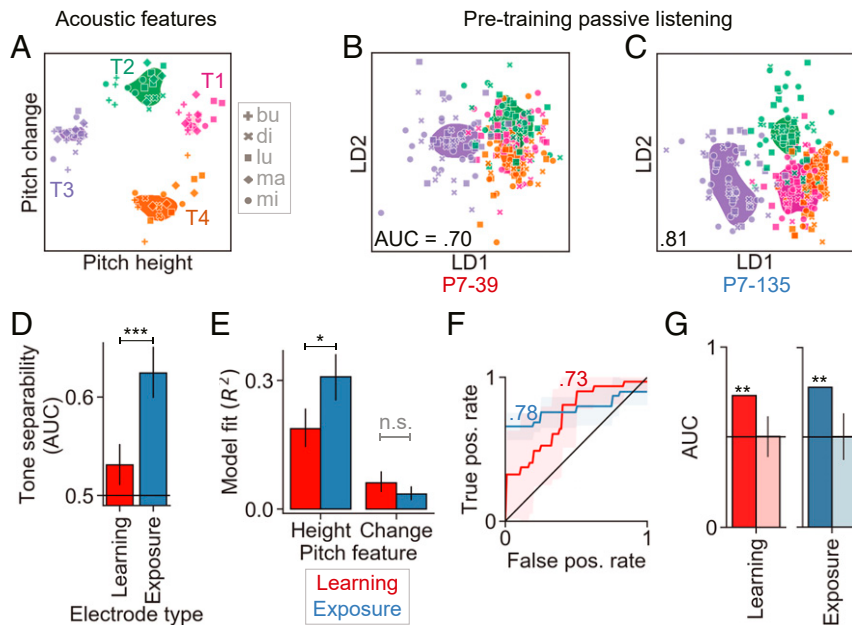 Acoustic features
Pre-training passive listening
A
T2
T1
T3
T4
Pitch change
Pitch height
bu
di
lu
ma
mi
B
LD2
AUC = .70
LD1
P7-39
C
LD2
.81
LD1
P7-135
D
***
Tone separability
(AUC)
0.6
0.5
Learning
Exposure
Electrode type
E
*
n.s.
Model fit (R²)
0.3
0.0
Height
Change
Pitch feature
Learning
Exposure
F
1
.73
.78
True pos. rate
0
0
1
False pos. rate
G
1
**
**
AUC
0
Learning
Exposure